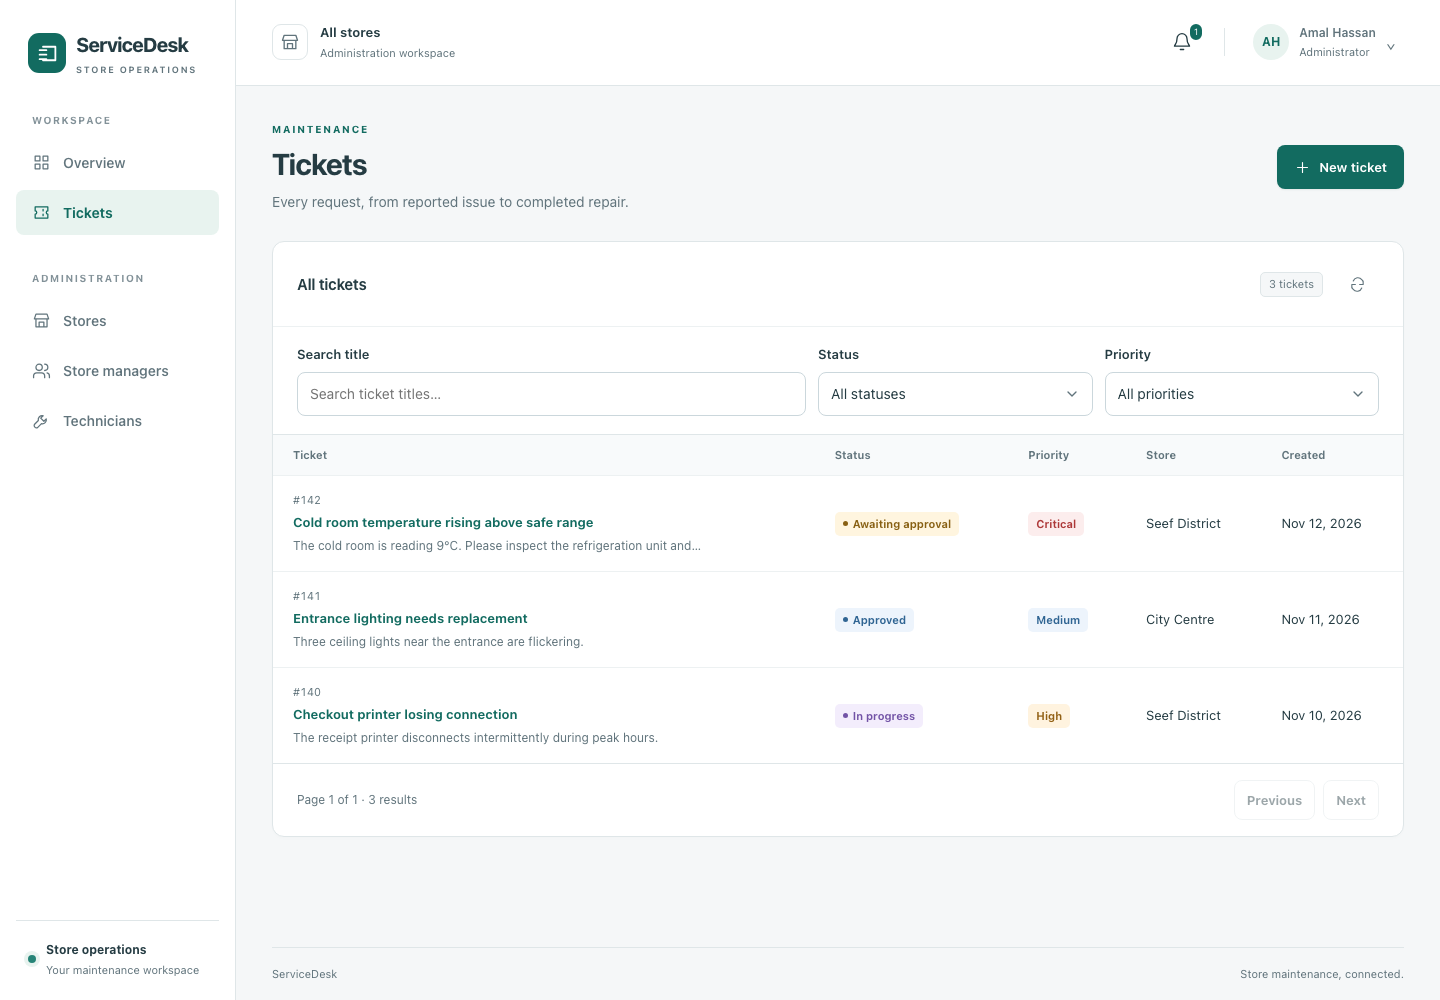 ServiceDesk
STORE OPERATIONS
WORKSPACE
Overview
Tickets
ADMINISTRATION
Stores
Store managers
Technicians
Store operations
Your maintenance workspace
All stores
Administration workspace
1
AH
Amal Hassan
Administrator
MAINTENANCE
Tickets
Every request, from reported issue to completed repair.
New ticket
All tickets
3 tickets
Search title
Status
Priority
Search ticket titles...
All statuses
All priorities
Ticket Status Priority Store Created
#142
Cold room temperature rising above safe range
The cold room is reading 9°C. Please inspect the refrigeration unit and...
Awaiting approval
Critical
Seef District
Nov 12, 2026
#141
Entrance lighting needs replacement
Three ceiling lights near the entrance are flickering.
Approved
Medium
City Centre
Nov 11, 2026
#140
Checkout printer losing connection
The receipt printer disconnects intermittently during peak hours.
In progress
High
Seef District
Nov 10, 2026
Page 1 of 1 · 3 results
Previous
Next
ServiceDesk
Store maintenance, connected.